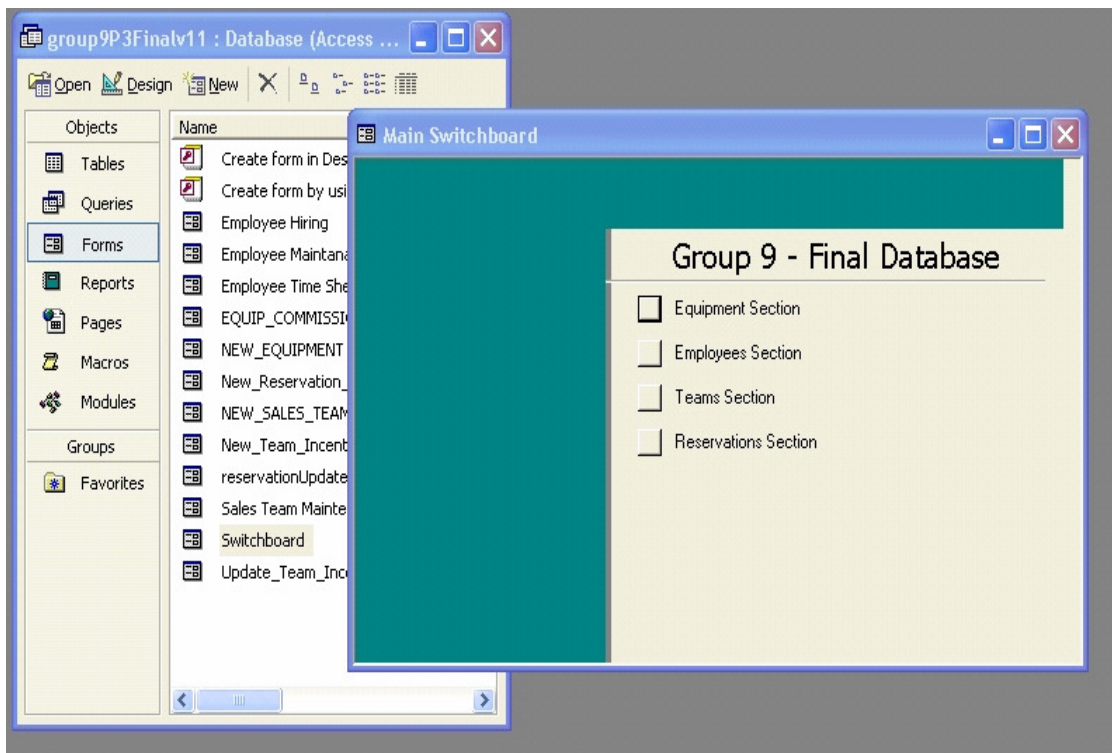 group9P3Finalv11 : Database (Access ...
Open Design New
Objects
Tables
Queries
Forms
Reports
Pages
Macros
Modules
Groups
Favorites
Name
Create form in Des
Create form by usi
Employee Hiring
Employee Maintana
Employee Time She
EQUIP_COMMISSI
NEW_EQUIPMENT
New_Reservation_
NEW_SALES_TEAM
New_Team_Incent
reservationUpdate
Sales Team Mainte
Switchboard
Update_Team_Inc
Main Switchboard
Group 9 - Final Database
Equipment Section
Employees Section
Teams Section
Reservations Section